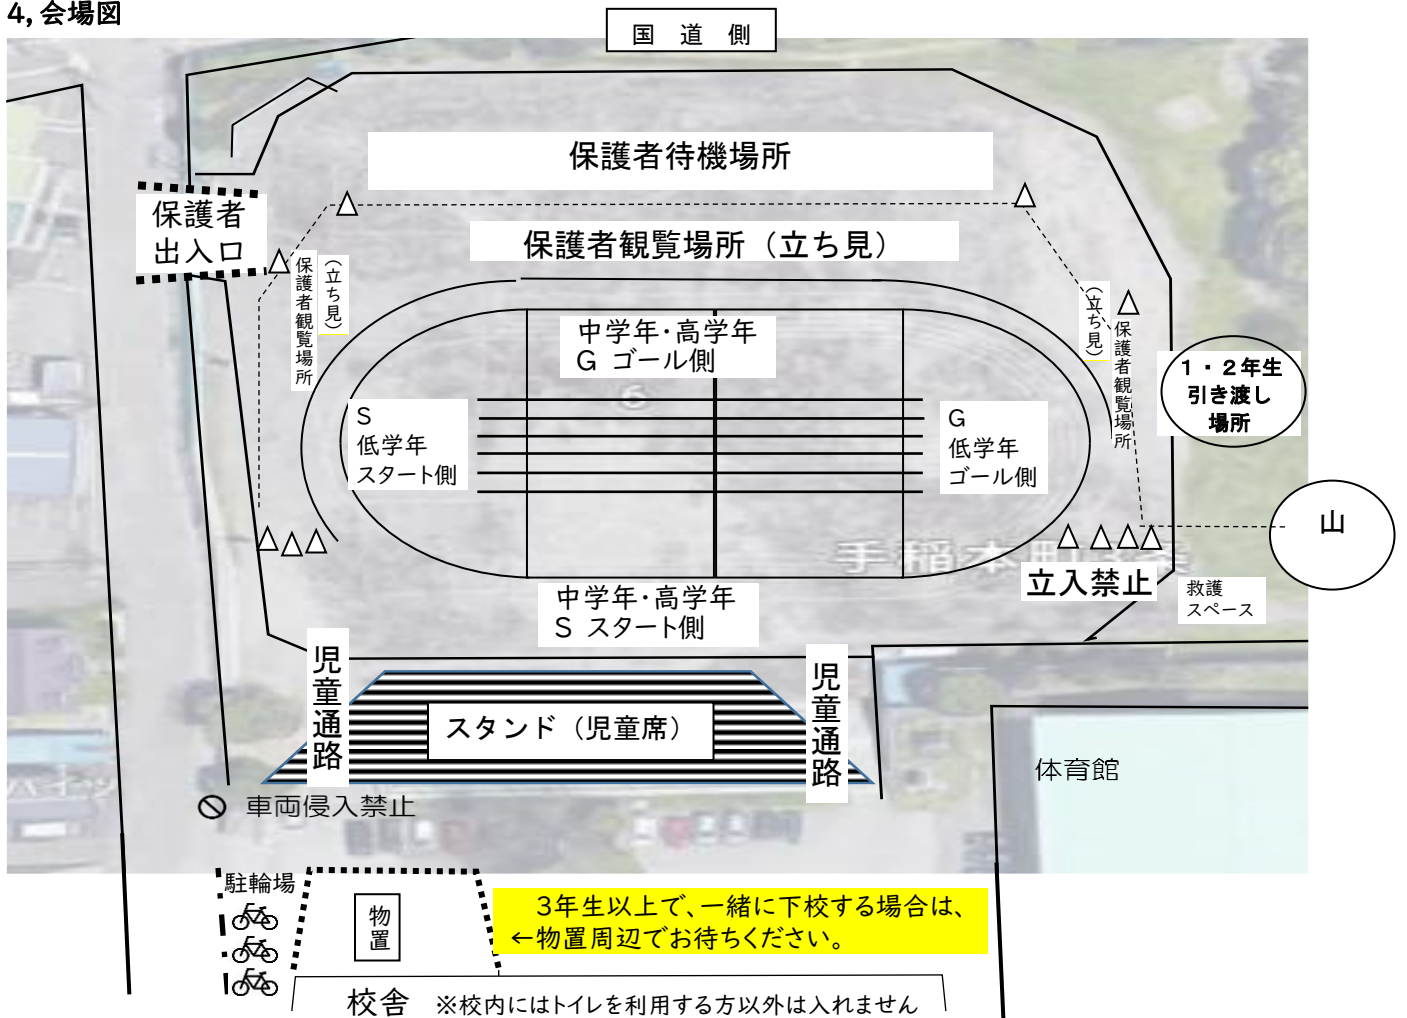 4,会場図
国 道 側
保護者待機場所
保護者
出入口
保護者観覧場所（立ち見）
保護者観覧場所
（立ち見）
（立ち見）
保護者観覧場所
中学年・高学年
G ゴール側
1・2年生
引き渡し
場所
S
低学年
スタート側
G
低学年
ゴール側
山
手稲本町3条
立入禁止
救護
スペース
中学年・高学年
S スタート側
児童通路
スタンド（児童席）
児童通路
体育館
車両侵入禁止
駐輪場
物置
3年生以上で、一緒に下校する場合は、
←物置周辺でお待ちください。
校舎 ※校内にはトイレを利用する方以外は入れません